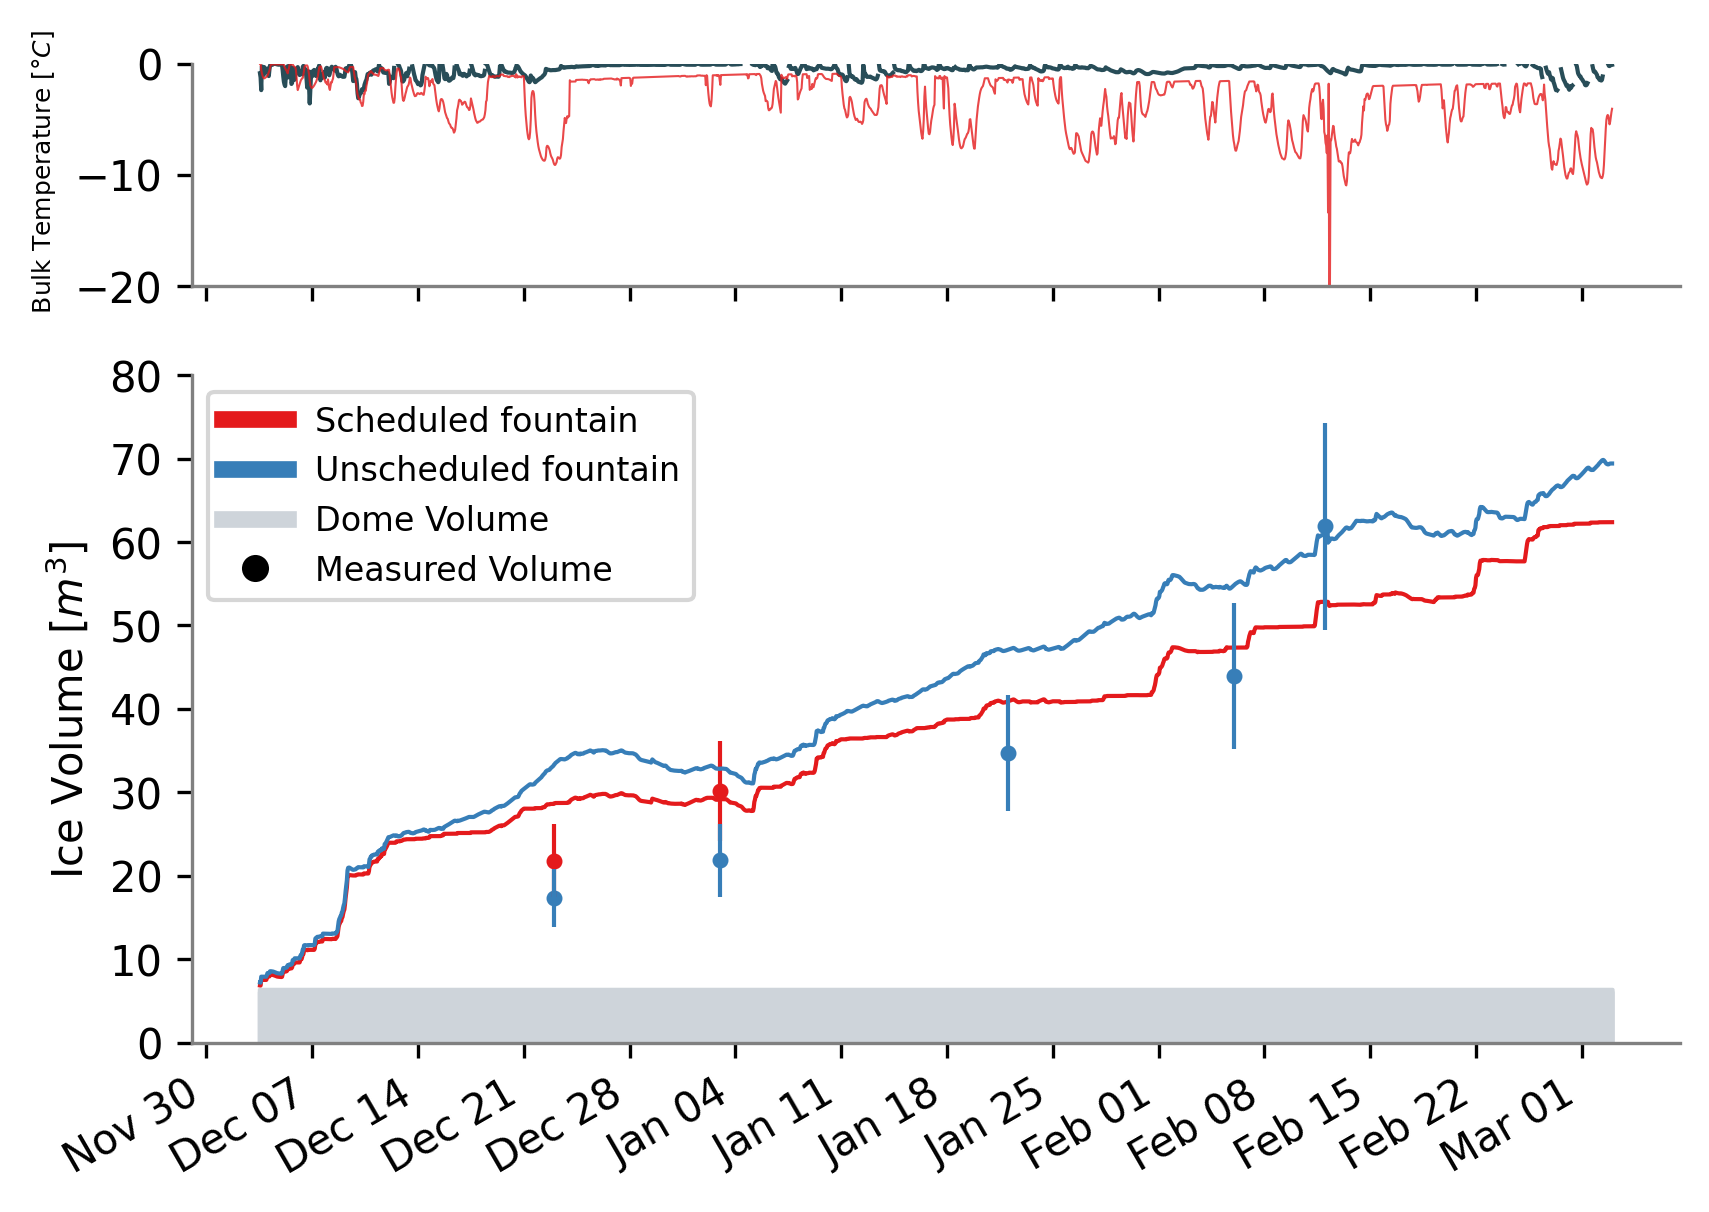 Bulk Temperature [°C]
0
−10
−20
Ice Volume [m³]
80
70
60
50
40
30
20
10
0
Scheduled fountain
Unscheduled fountain
Dome Volume
Measured Volume
Nov 30
Dec 07
Dec 14
Dec 21
Dec 28
Jan 04
Jan 11
Jan 18
Jan 25
Feb 01
Feb 08
Feb 15
Feb 22
Mar 01